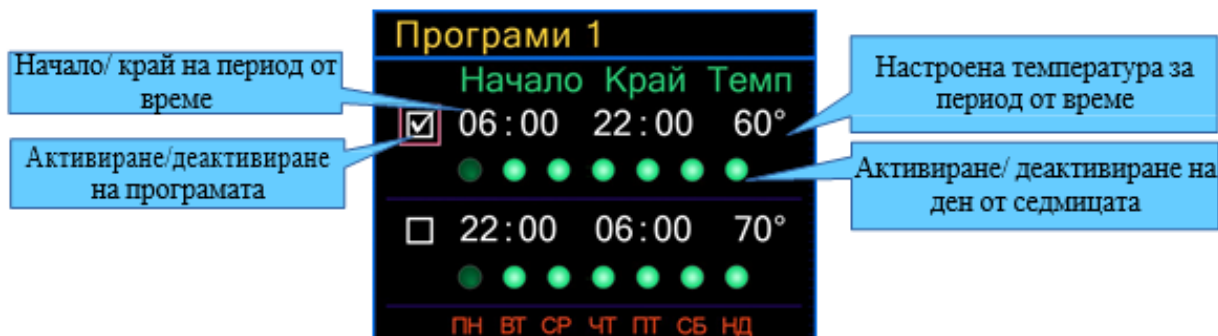 Програми 1
Начало Край Темп
06:00 22:00 60°
22:00 06:00 70°
ПН ВТ СР ЧТ ПТ СБ НД
Начало/ край на период от
време
Активиране/деактивиране
на програмата
Настроена температура за
период от време
Активиране/ деактивиране на
ден от седмицата